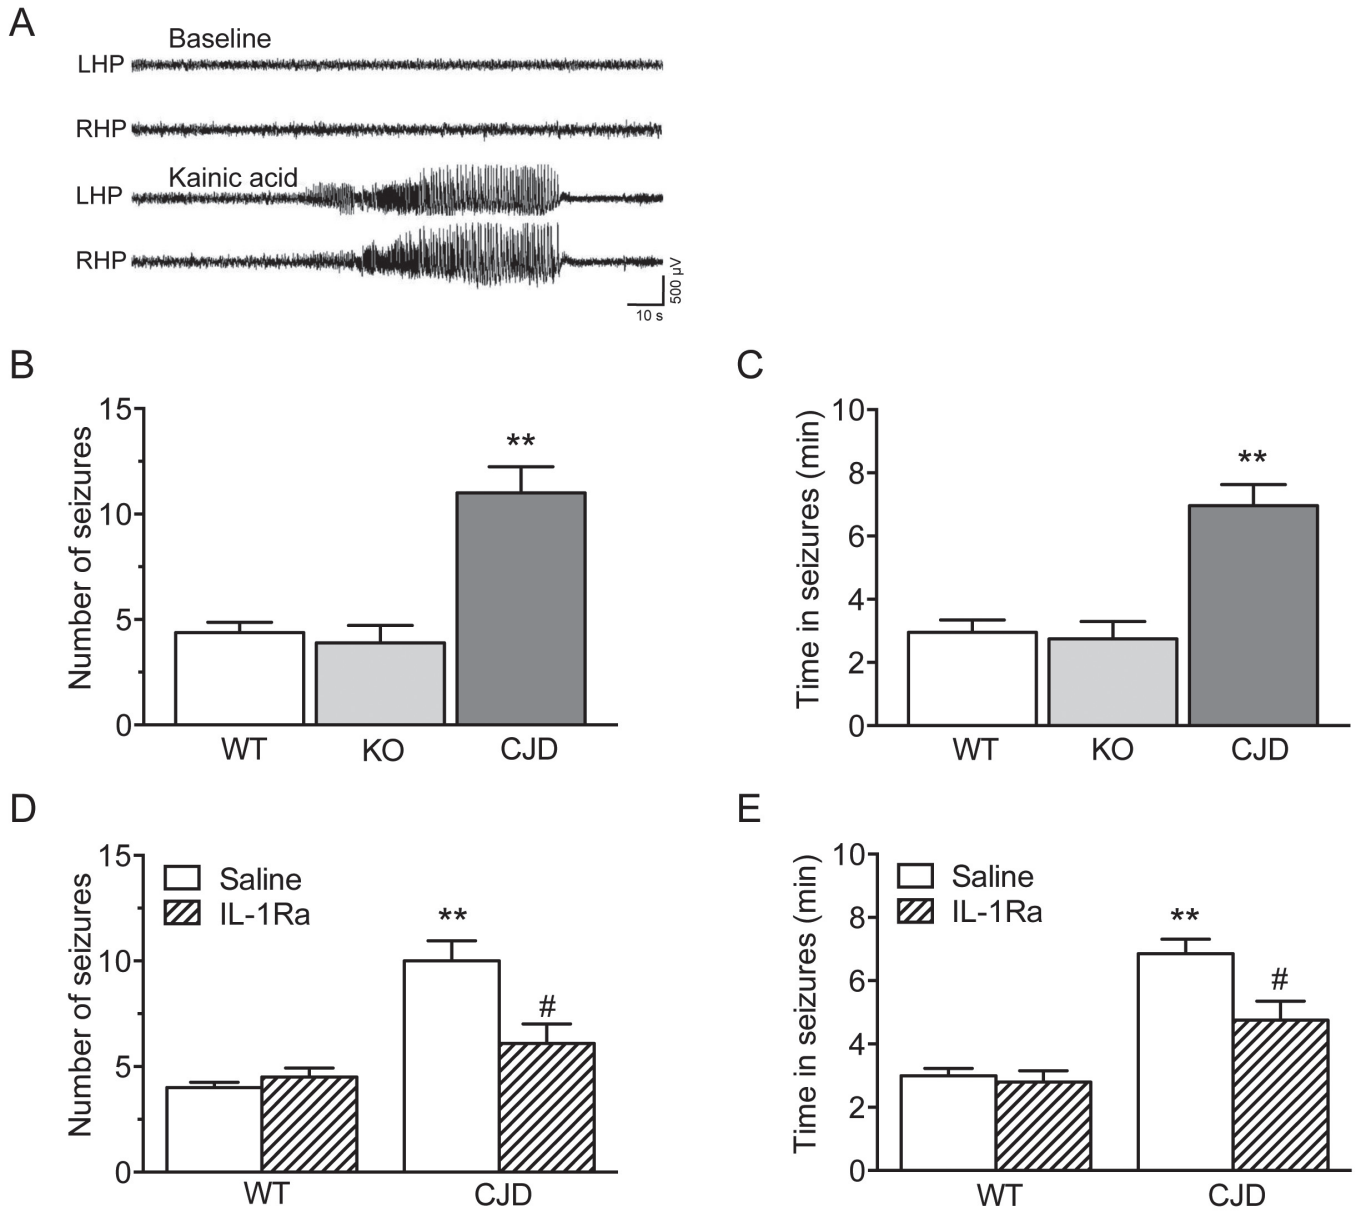 A
Baseline
LHP
RHP
Kainic acid
LHP
RHP
500 µV
10 s
B
Number of seizures
15
10
5
0
**
WT KO CJD
C
Time in seizures (min)
10
8
6
4
2
0
**
WT KO CJD
D
Number of seizures
15
10
5
0
Saline
IL-1Ra
**
#
WT CJD
E
Time in seizures (min)
10
8
6
4
2
0
Saline
IL-1Ra
**
#
WT CJD